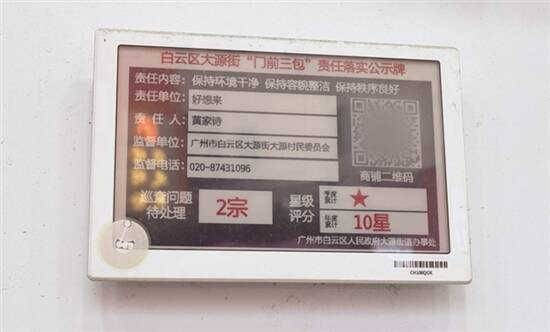 白云区大源街“门前三包”责任落实公示牌
责任内容：保持环境干净 保持容貌整洁 保持秩序良好
责任单位：好想来
责 任 人：黄家诗
监督单位：广州市白云区大源街大源村民委员会
监督电话：020-87431096
商铺二维码
巡查问题
待处理
2宗
星级
评分
季度
累计
★
年度
累计
10星
广州市白云区人民政府大源街道办事处